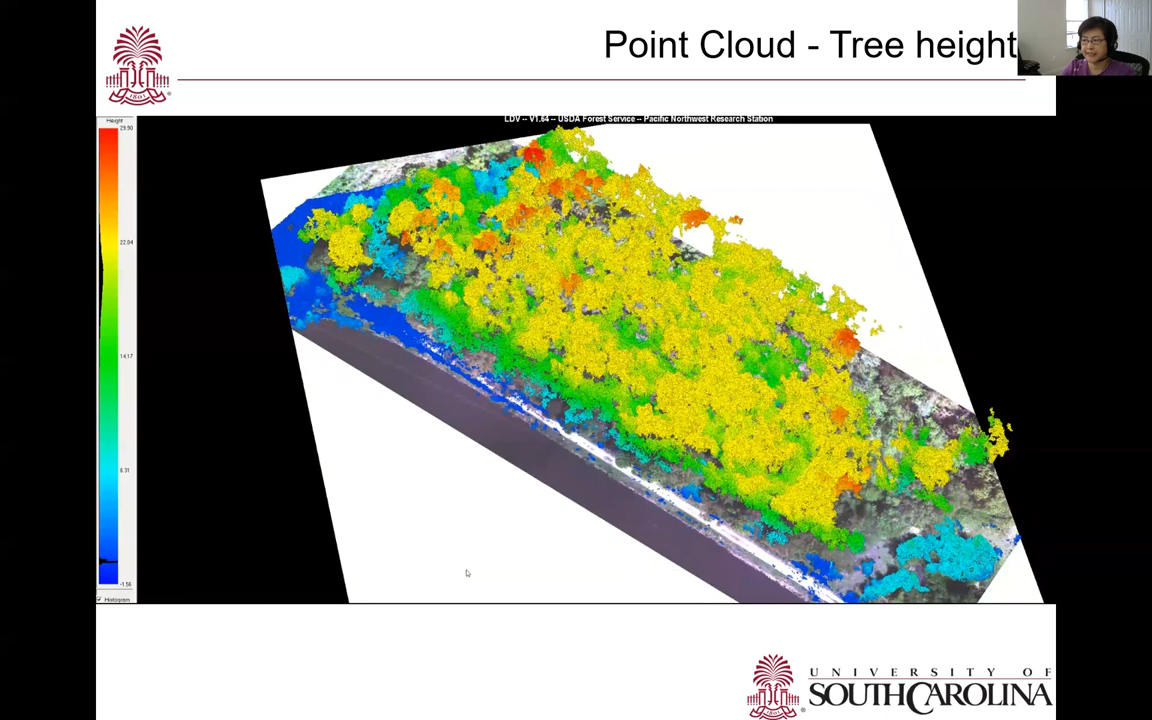 Point Cloud - Tree height
LDV -- V1.64 -- USDA Forest Service -- Pacific Northwest Research Station
Height
29.90
22.04
14.17
6.31
-1.56
Histogram
1801
UNIVERSITY OF
SOUTH CAROLINA